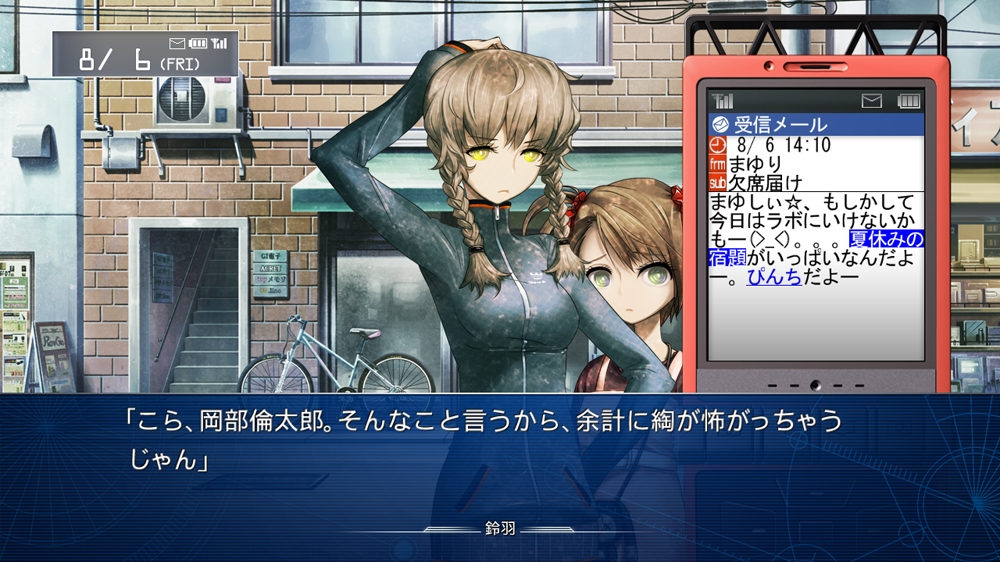 8/ 6 (FRI)
受信メール
8/ 6 14:10
frm まゆり
sub 欠席届け
まゆしぃ☆、もしかして
今日はラボにいけないか
もー(>_<)。。。夏休みの
宿題がいっぱいなんだよ
ー。ぴんちだよー
「こら、岡部倫太郎。そんなこと言うから、余計に綯が怖がっちゃう
じゃん」
鈴羽